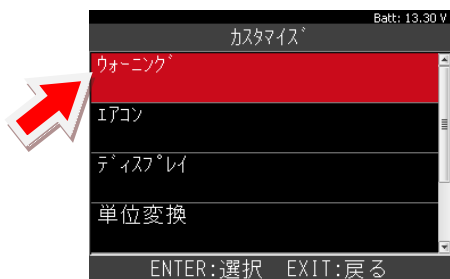 Batt: 13.30 V
カスタマイズ
ウォーニング
エアコン
ディスプレイ
単位変換
ENTER:選択 EXIT:戻る